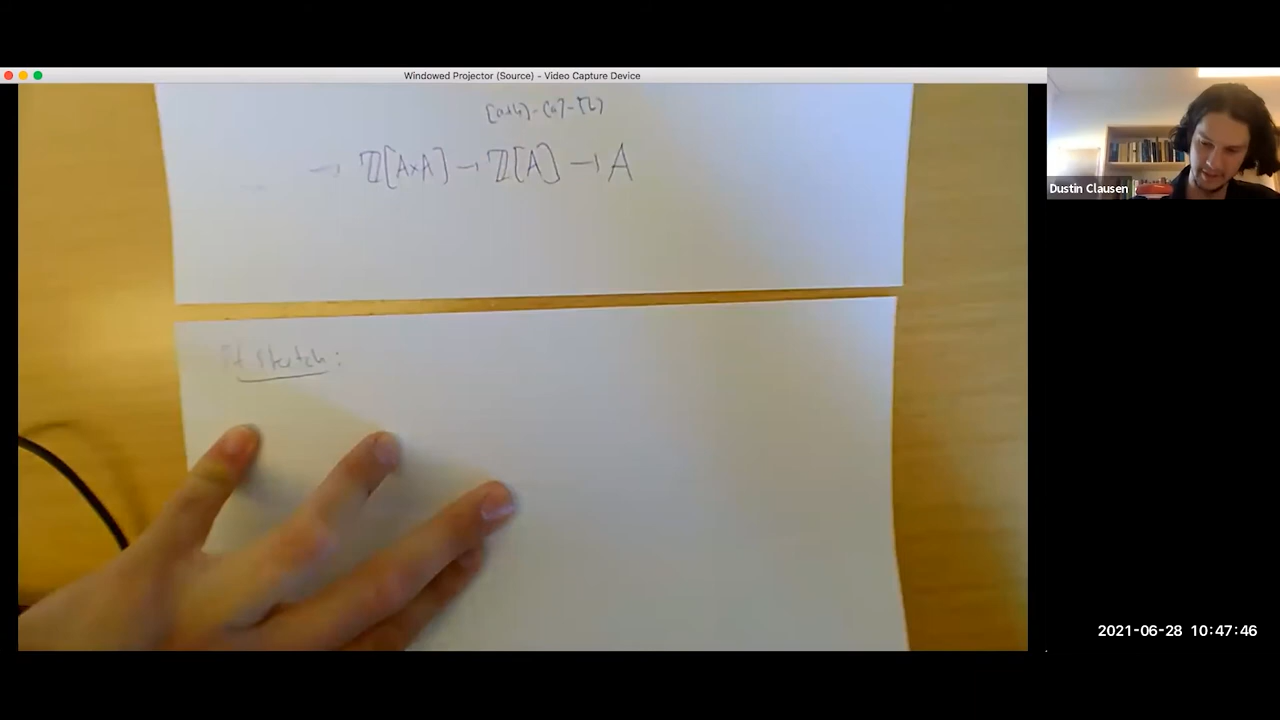 Windowed Projector (Source) - Video Capture Device
[a+b]-[a]-[b]
→ ℤ[A×A] → ℤ[A] → A
Dustin Clausen
Pf sketch:
2021-06-28 10:47:46